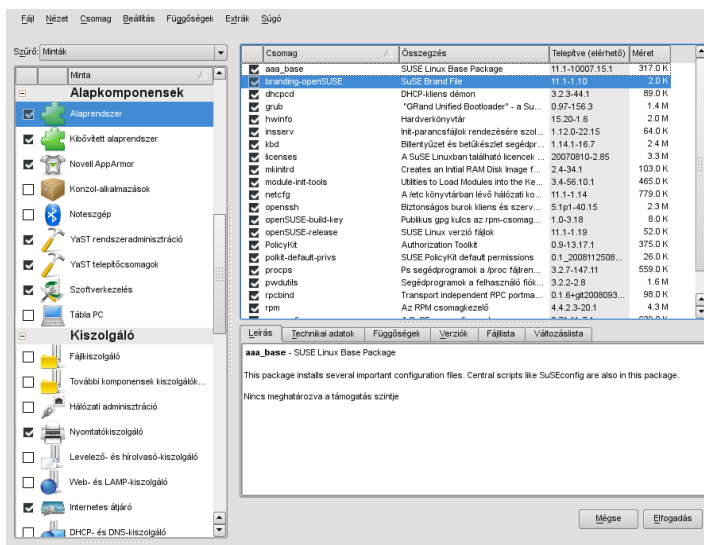 Fájl Nézet Csomag Beállítás Függőségek Extrák Súgó
Szűrő: Minták
Minta
Alapkomponensek
Alaprendszer
Kibővített alaprendszer
Novell AppArmor
Konzol-alkalmazások
Noteszgép
YaST rendszeradminisztráció
YaST telepítőcsomagok
Szoftverkezelés
Tábla PC
Kiszolgáló
Fájlkiszolgáló
További komponensek kiszolgálók...
Hálózati adminisztráció
Nyomtatókiszolgáló
Levelező- és hírolvasó-kiszolgáló
Web- és LAMP-kiszolgáló
Internetes átjáró
DHCP- és DNS-kiszolgáló
Csomag Összegzés Telepítve (elérhető) Méret
aaa_base SUSE Linux Base Package 11.1-10007.15.1 317.0 K
branding-openSUSE SuSE Brand File 11.1-1.10 2.0 K
dhcpcd DHCP-kliens démon 3.2.3-44.1 89.0 K
grub "GRand Unified Bootloader" - a Su... 0.97-156.3 1.4 M
hwinfo Hardverkönyvtár 15.20-1.6 2.0 M
insserv Init-parancsfájlok rendezésére szol... 1.12.0-22.15 64.0 K
kbd Billentyűzet és betűkészlet segédpr... 1.14.1-16.7 2.4 M
licenses A SuSE Linuxban található licencek ... 20070810-2.85 3.3 M
mkinitrd Creates an Initial RAM Disk Image f... 2.4-34.1 103.0 K
module-init-tools Utilities to Load Modules into the Ke... 3.4-56.10.1 465.0 K
netcfg A /etc könyvtárban lévő hálózati ko... 11.1-1.14 779.0 K
openssh Biztonságos burok kliens és szerv... 5.1p1-40.15 2.3 M
openSUSE-build-key Publikus gpg kulcs az rpm-csomag... 1.0-3.18 8.0 K
openSUSE-release SUSE Linux verzió fájlok 11.1-1.19 52.0 K
PolicyKit Authorization Toolkit 0.9-13.17.1 375.0 K
polkit-default-privs SUSE PolicyKit default permissions 0.1_2008112508... 26.0 K
procps Ps segédprogramok a /proc fájlren... 3.2.7-147.11 559.0 K
pwdutils Segédprogramok a felhasználó fiók... 3.2.2-2.8 1.6 M
rpcbind Transport independent RPC portma... 0.1.6+git2008093... 98.0 K
rpm Az RPM csomagkezelő 4.4.2.3-20.1 4.3 M
Leírás Technikai adatok Függőségek Verziók Fájllista Változáslista
aaa_base - SUSE Linux Base Package
This package installs several important configuration files. Central scripts like SuSEconfig are also in this package.
Nincs meghatározva a támogatás szintje
Mégse Elfogadás